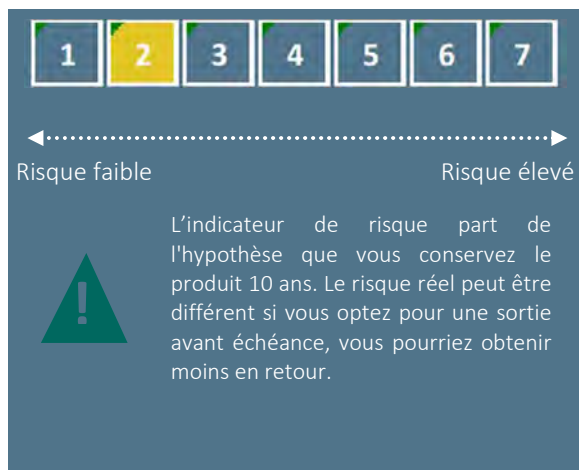 1 2 3 4 5 6 7
Risque faible Risque élevé
L'indicateur de risque part de
l'hypothèse que vous conservez le
produit 10 ans. Le risque réel peut être
différent si vous optez pour une sortie
avant échéance, vous pourriez obtenir
moins en retour.
!